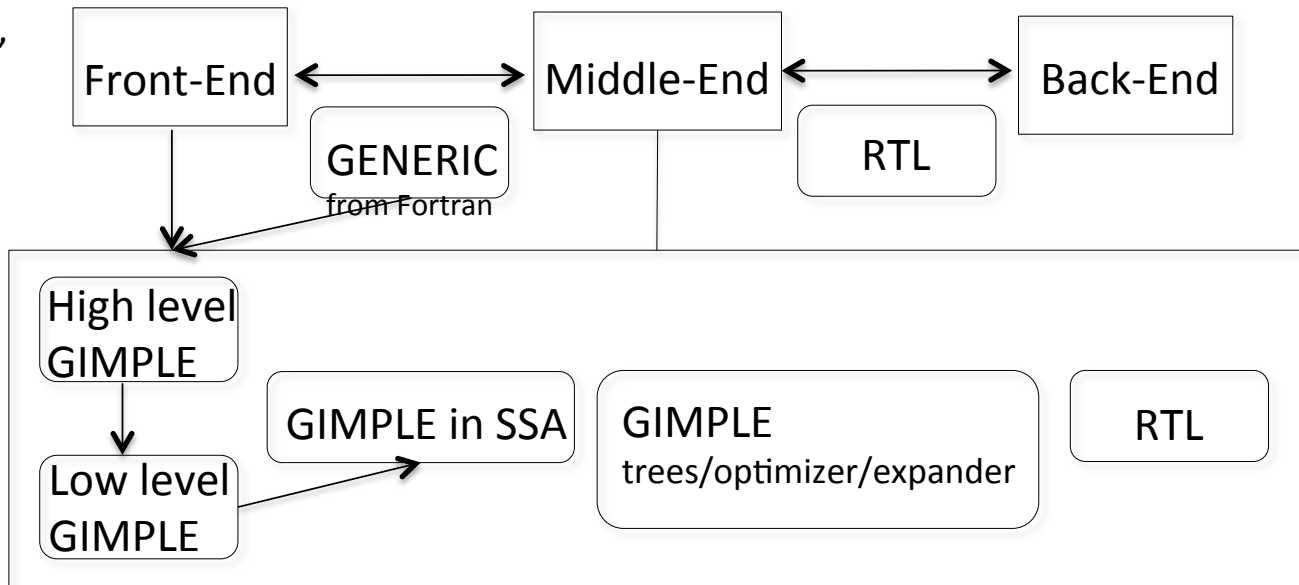 ,
Front-End
Middle-End
Back-End
GENERIC
from Fortran
RTL
High level
GIMPLE
Low level
GIMPLE
GIMPLE in SSA
GIMPLE
trees/optimizer/expander
RTL